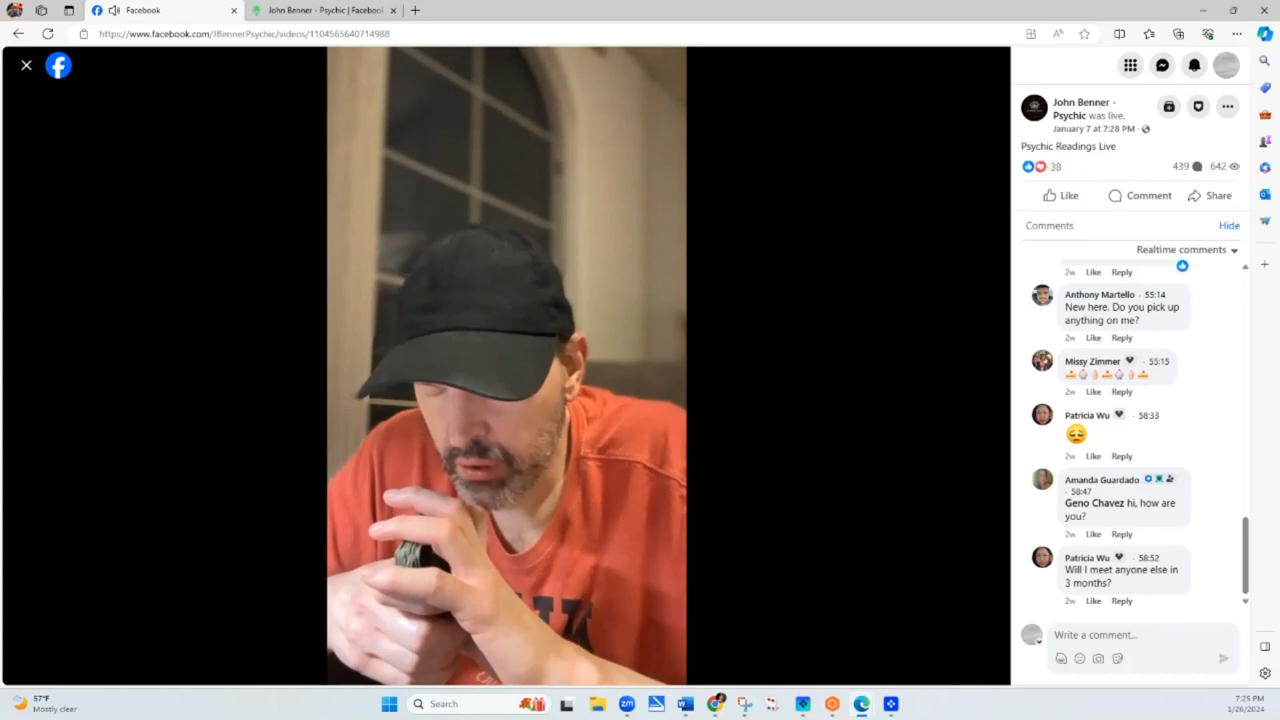 Facebook
John Benner - Psychic | Facebook
https://www.facebook.com/JBennerPsychic/videos/1104565640714988
John Benner -
Psychic was live.
January 7 at 7:28 PM ·
Psychic Readings Live
38
439
642
Like
Comment
Share
Comments
Hide
Realtime comments
2w Like Reply
Anthony Martello · 55:14
New here. Do you pick up
anything on me?
2w Like Reply
Missy Zimmer · 55:15
2w Like Reply
Patricia Wu · 58:33
2w Like Reply
Amanda Guardado
· 58:47
Geno Chavez hi, how are
you?
2w Like Reply
Patricia Wu · 58:52
Will I meet anyone else in
3 months?
2w Like Reply
Write a comment...
57°F
Mostly clear
Search
7:25 PM
1/26/2024